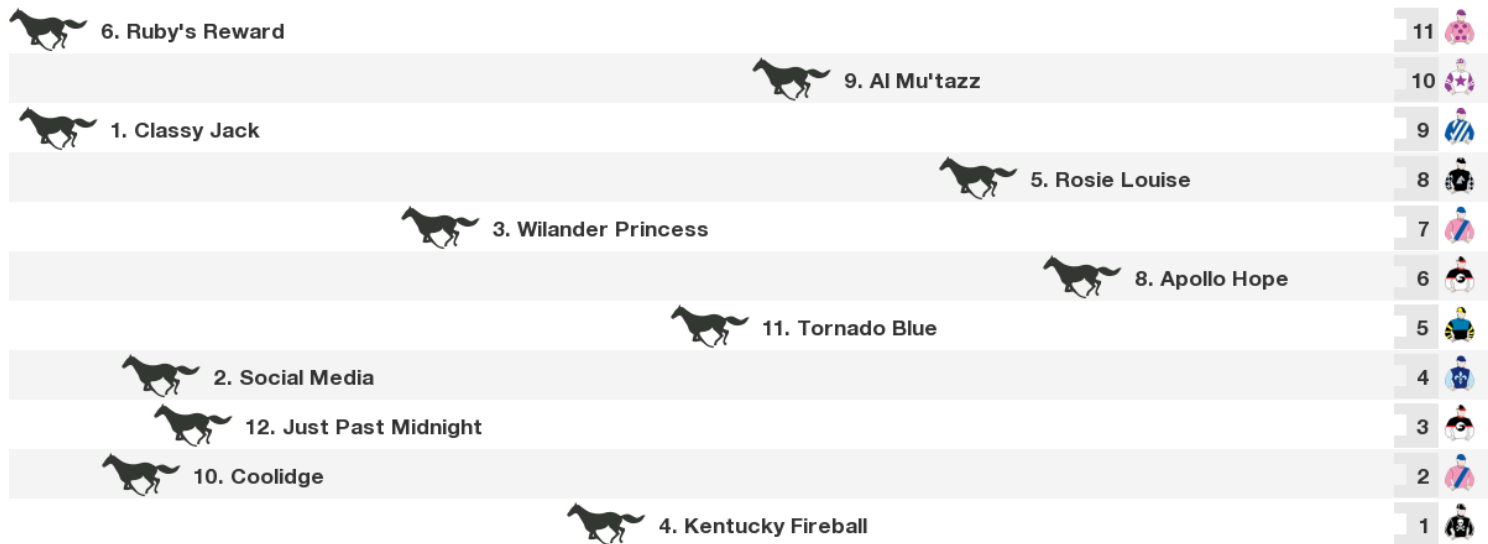 6. Ruby's Reward 11
9. Al Mu'tazz 10
1. Classy Jack 9
5. Rosie Louise 8
3. Wilander Princess 7
8. Apollo Hope 6
11. Tornado Blue 5
2. Social Media 4
12. Just Past Midnight 3
10. Coolidge 2
4. Kentucky Fireball 1